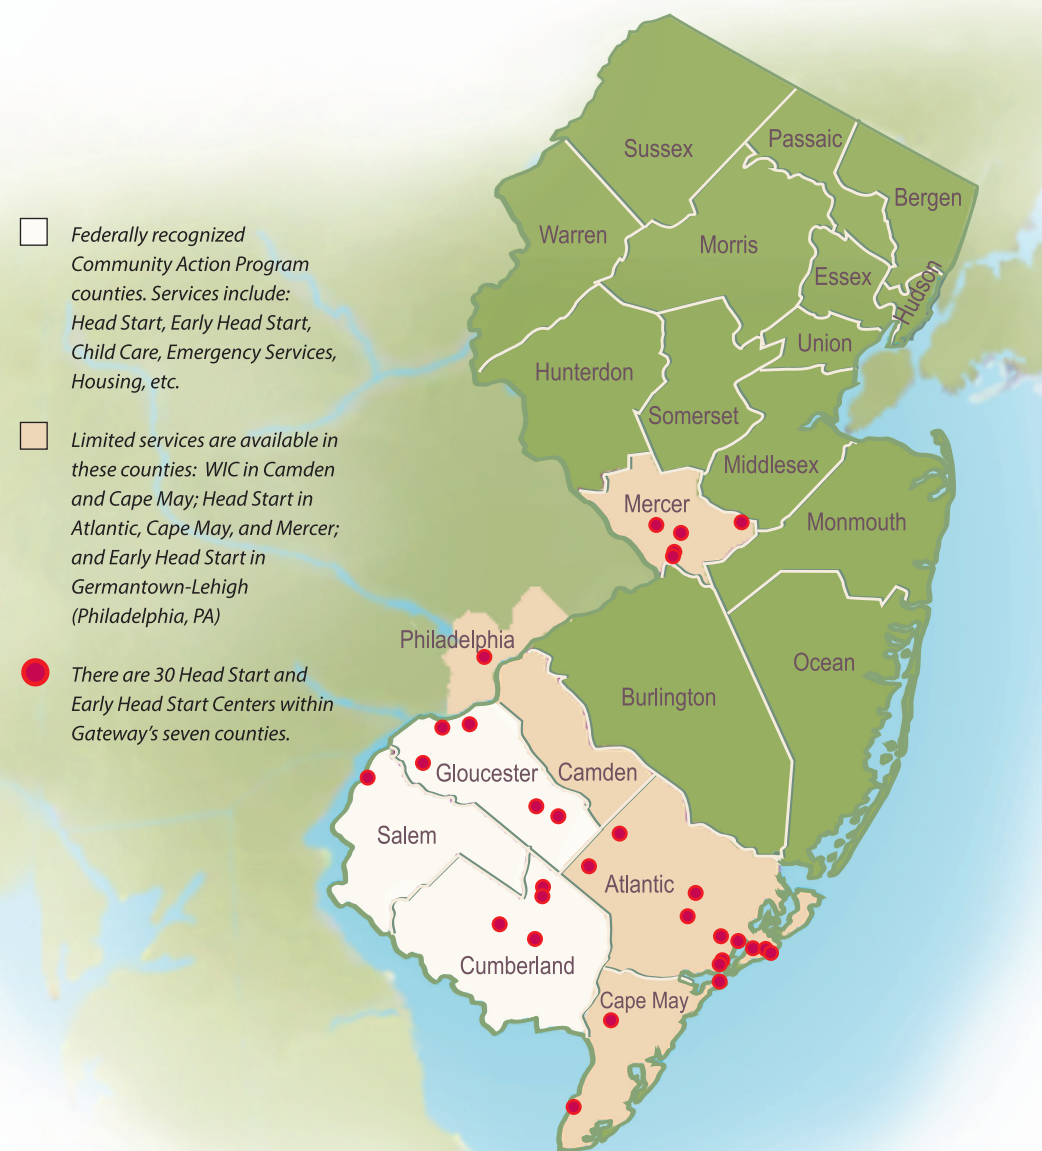 Sussex
Passaic
Bergen
Warren
Morris
Essex
Hudson
Union
Hunterdon
Somerset
Middlesex
Mercer
Monmouth
Philadelphia
Ocean
Burlington
Gloucester
Camden
Salem
Atlantic
Cumberland
Cape May
Federally recognized
Community Action Program
counties. Services include:
Head Start, Early Head Start,
Child Care, Emergency Services,
Housing, etc.
Limited services are available in
these counties:  WIC in Camden
and Cape May; Head Start in
Atlantic, Cape May, and Mercer;
and Early Head Start in
Germantown-Lehigh
(Philadelphia, PA)
There are 30 Head Start and
Early Head Start Centers within
Gateway’s seven counties.